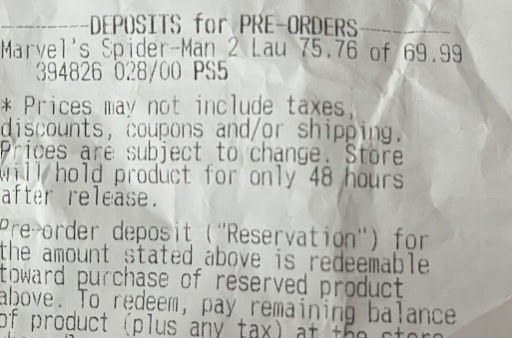 --------DEPOSITS for PRE-ORDERS--------
Marvel's Spider-Man 2 Lau 75.76 of 69.99
394826 028/00 PS5
* Prices may not include taxes,
discounts, coupons and/or shipping.
Prices are subject to change. Store
will hold product for only 48 hours
after release.
Pre-order deposit ("Reservation") for
the amount stated above is redeemable
toward purchase of reserved product
above. To redeem, pay remaining balance
of product (plus any tax) at the store